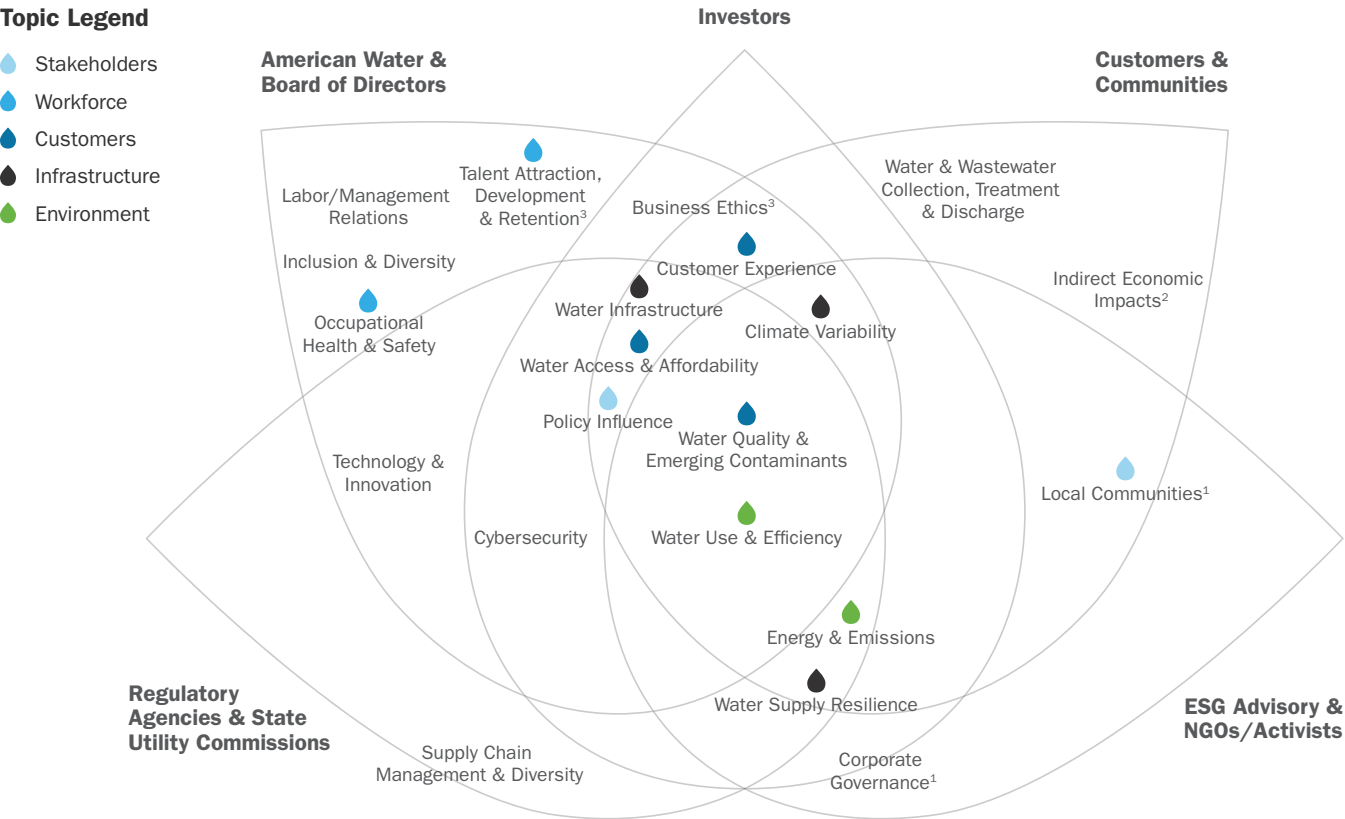 Topic Legend
Stakeholders
Workforce
Customers
Infrastructure
Environment
Investors
American Water &
Board of Directors
Customers &
Communities
Talent Attraction,
Development
& Retention³
Labor/Management
Relations
Inclusion & Diversity
Occupational
Health & Safety
Business Ethics³
Customer Experience
Water Infrastructure
Climate Variability
Water Access & Affordability
Policy Influence
Water Quality &
Emerging Contaminants
Water & Wastewater
Collection, Treatment
& Discharge
Indirect Economic
Impacts²
Local Communities¹
Technology &
Innovation
Cybersecurity
Water Use & Efficiency
Energy & Emissions
Water Supply Resilience
Regulatory
Agencies & State
Utility Commissions
ESG Advisory &
NGOs/Activists
Supply Chain
Management & Diversity
Corporate
Governance¹